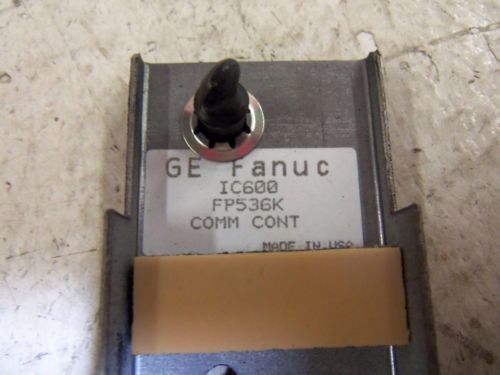 GE Fanuc
IC600
FP536K
COMM CONT
MADE IN USA